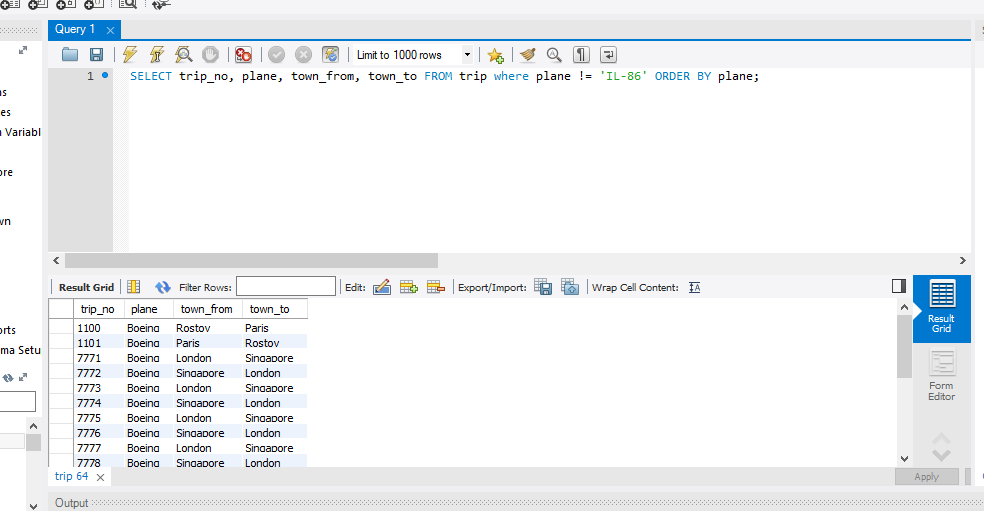 Query 1
Limit to 1000 rows
1 SELECT trip_no, plane, town_from, town_to FROM trip where plane != 'IL-86' ORDER BY plane;
ns
es
n Variabl
ore
wn
orts
ma Setu
Result Grid Filter Rows: Edit: Export/Import: Wrap Cell Content: IA
trip_no plane town_from town_to
1100 Boeing Rostov Paris
1101 Boeing Paris Rostov
7771 Boeing London Singapore
7772 Boeing Singapore London
7773 Boeing London Singapore
7774 Boeing Singapore London
7775 Boeing London Singapore
7776 Boeing Singapore London
7777 Boeing London Singapore
7778 Boeing Singapore London
Result
Grid
Form
Editor
trip 64
Apply
Output